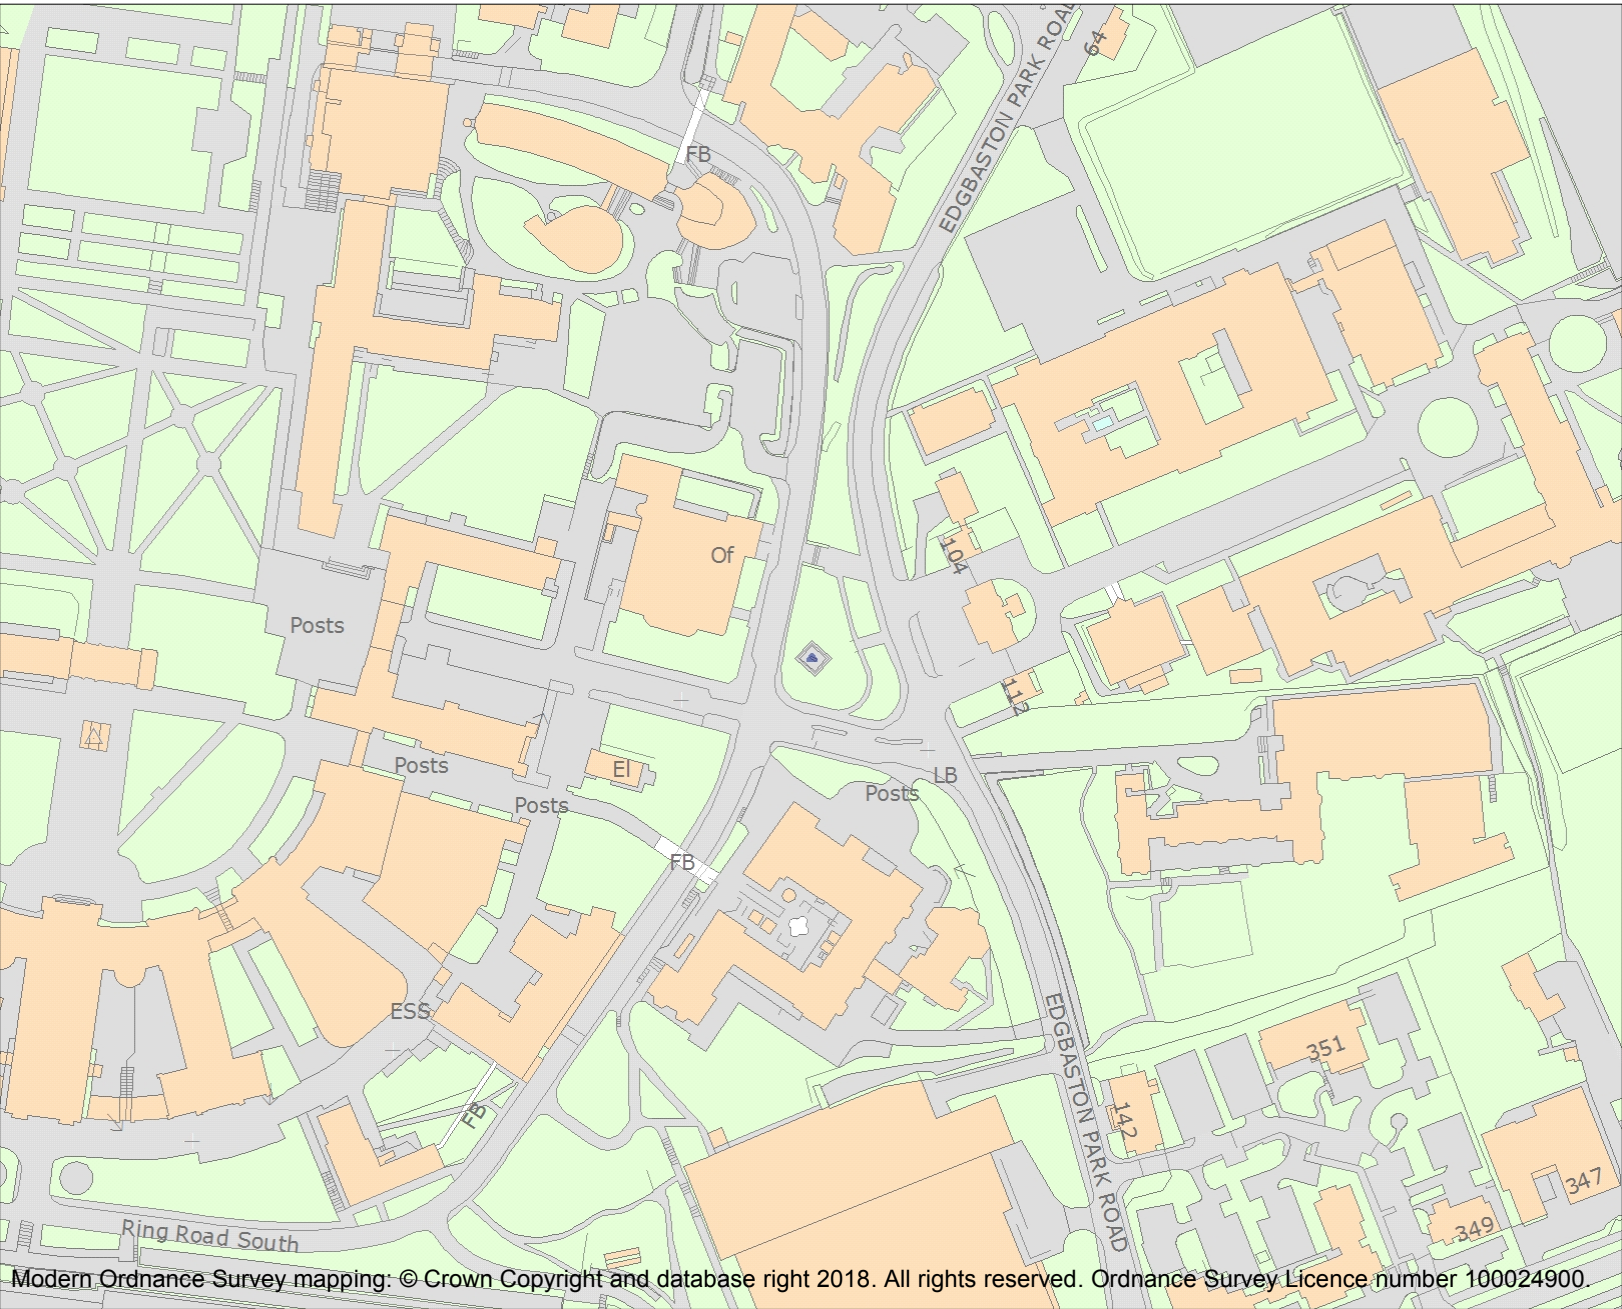 EDGBASTON PARK ROAD
64
FB
Of
104
Posts
112
Posts
El
LB
Posts
Posts
FB
ESS
EDGBASTON PARK ROAD
351
FB
142
347
349
Ring Road South
Modern Ordnance Survey mapping: © Crown Copyright and database right 2018. All rights reserved. Ordnance Survey Licence number 100024900.